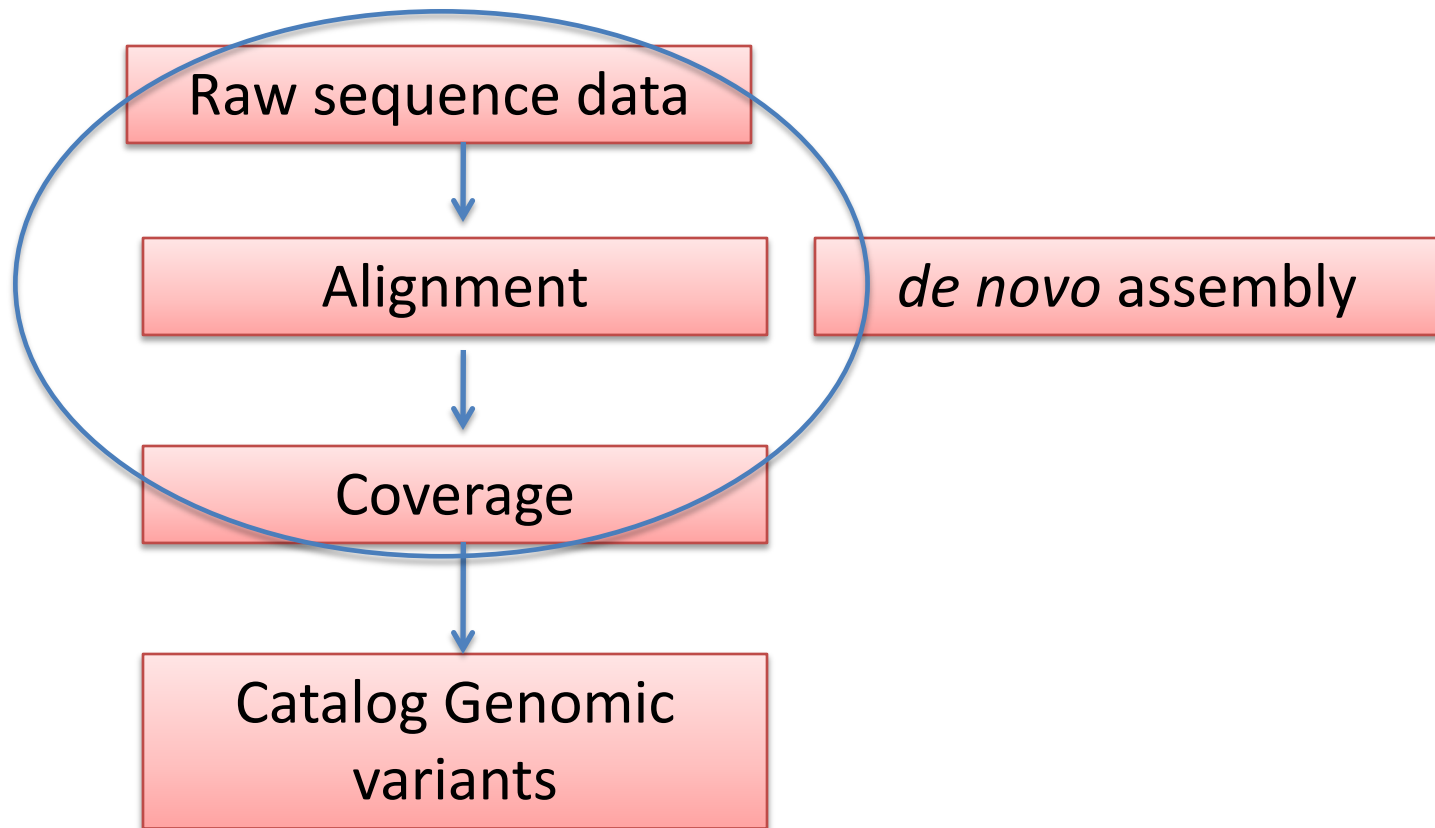 Raw sequence data
Alignment
de novo assembly
Coverage
Catalog Genomic
variants